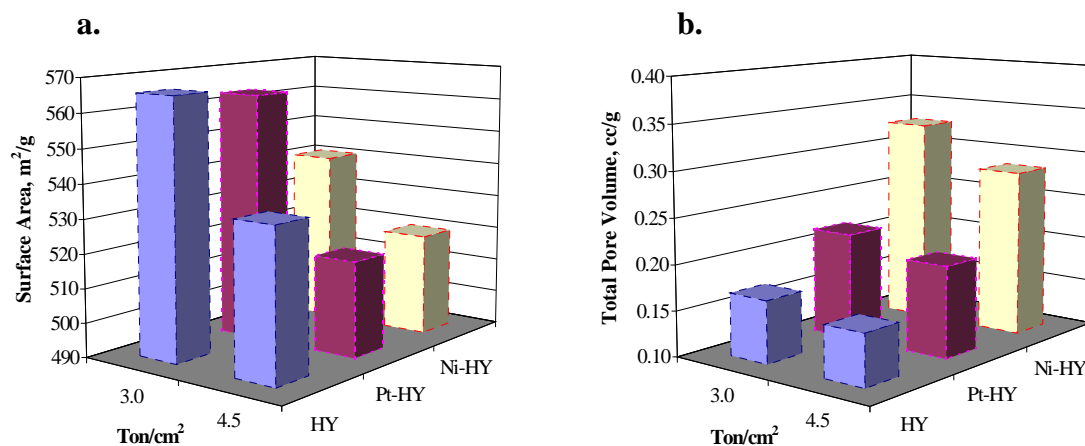 a.
Surface Area, m²/g
570
560
550
540
530
520
510
500
490
3.0
4.5
Ton/cm²
HY
Pt-HY
Ni-HY
b.
Total Pore Volume, cc/g
0.40
0.35
0.30
0.25
0.20
0.15
0.10
3.0
4.5
Ton/cm²
HY
Pt-HY
Ni-HY